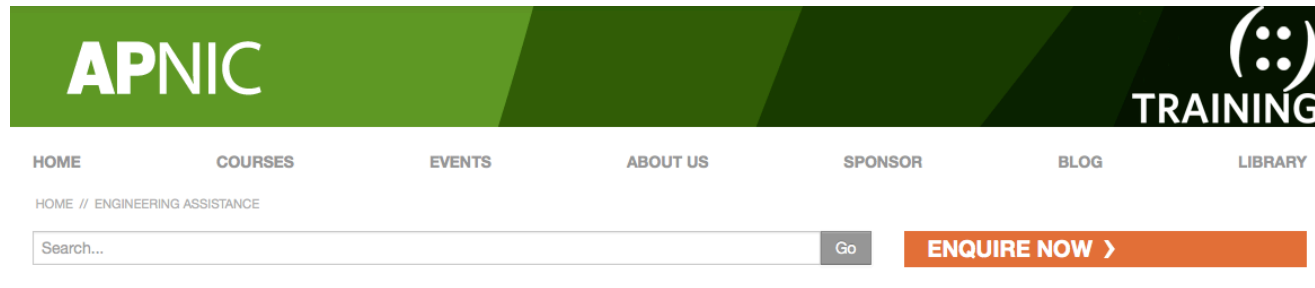 APNIC
(::)
TRAINING
HOME COURSES EVENTS ABOUT US SPONSOR BLOG LIBRARY
HOME // ENGINEERING ASSISTANCE
Search... Go ENQUIRE NOW ❯